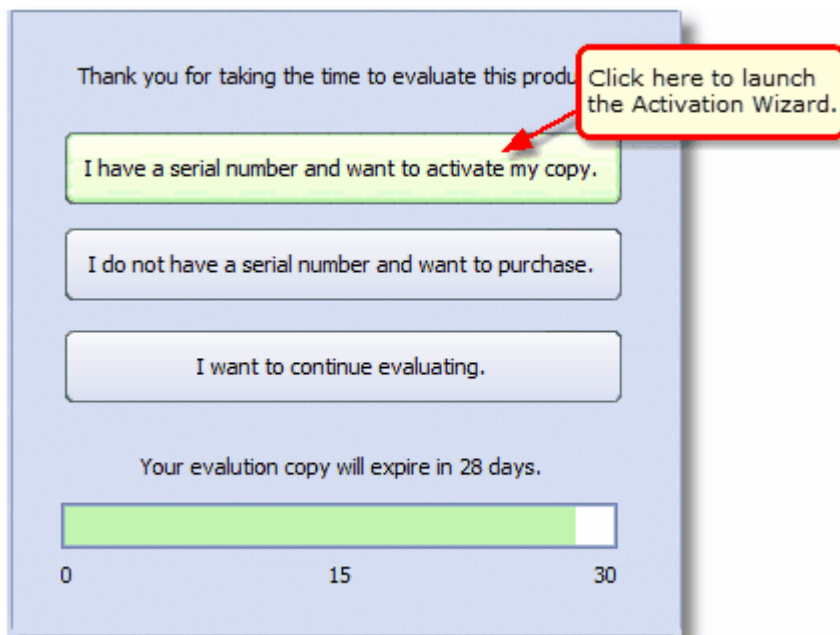 Thank you for taking the time to evaluate this produ
Click here to launch
the Activation Wizard.
I have a serial number and want to activate my copy.
I do not have a serial number and want to purchase.
I want to continue evaluating.
Your evalution copy will expire in 28 days.
0 15 30